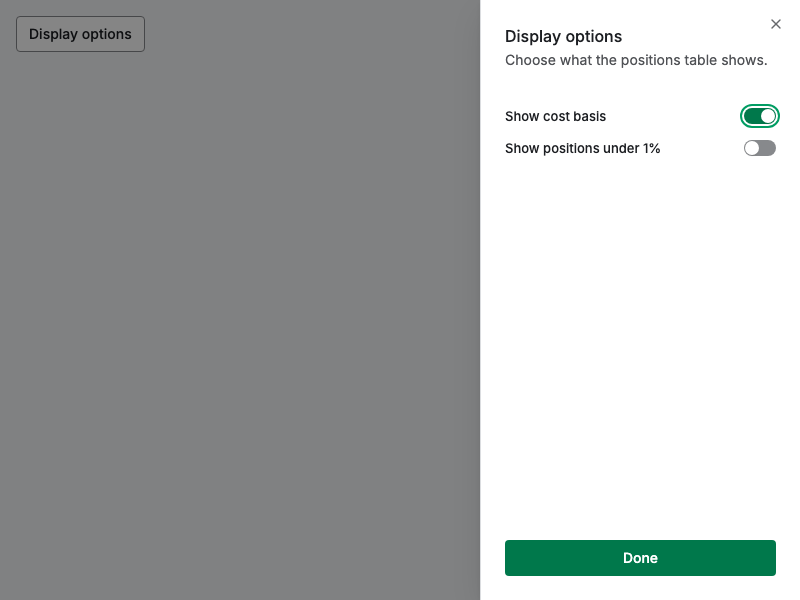 Display options
Display options
Choose what the positions table shows.
Show cost basis
Show positions under 1%
Done